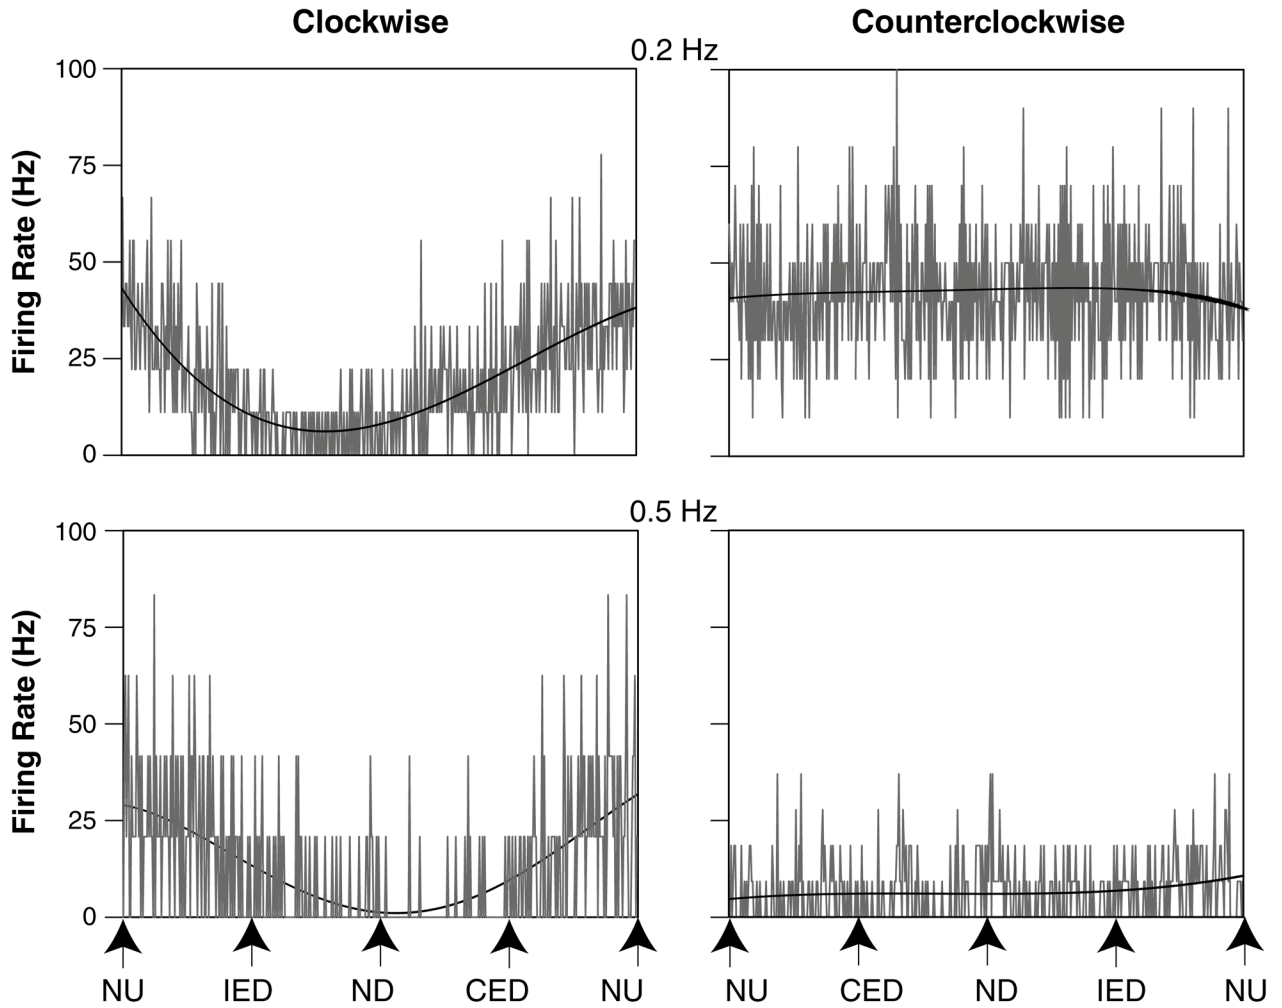 Clockwise
Counterclockwise
0.2 Hz
Firing Rate (Hz)
100
75
50
25
0
0.5 Hz
Firing Rate (Hz)
100
75
50
25
0
NU IED ND CED NU
NU CED ND IED NU